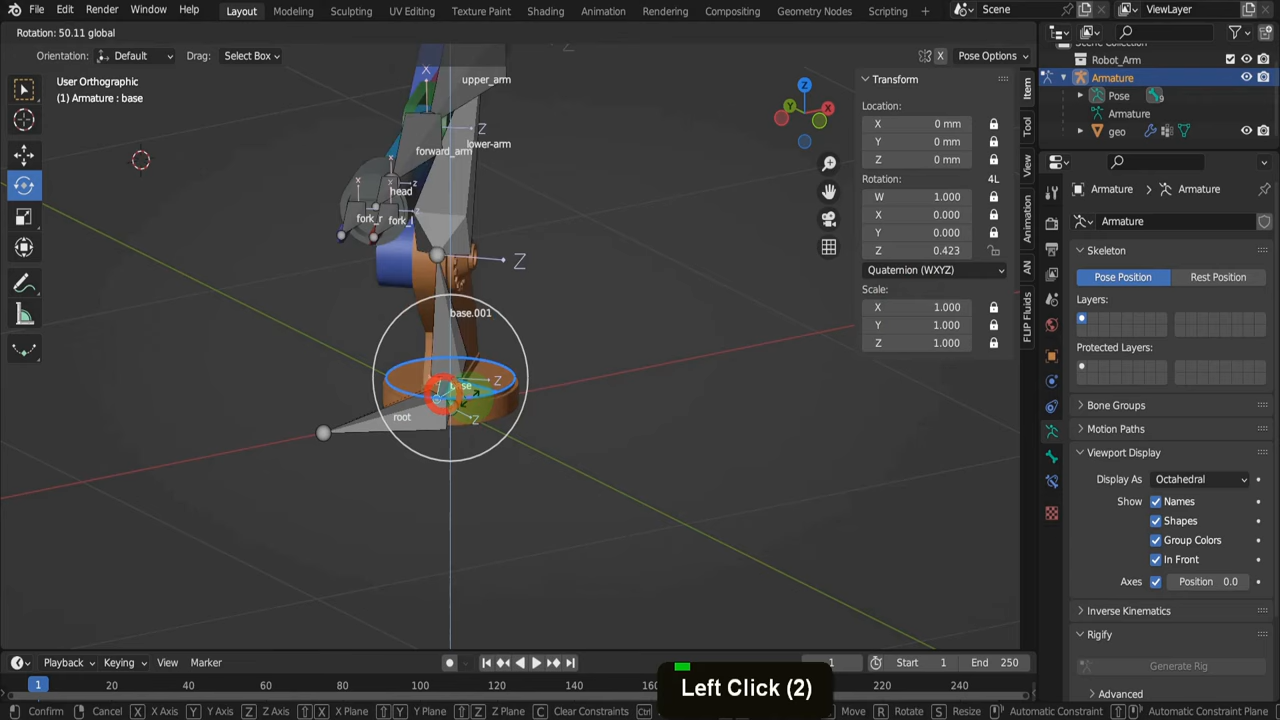 File Edit Render Window Help Layout Modeling Sculpting UV Editing Texture Paint Shading Animation Rendering Compositing Geometry Nodes Scripting Scene ViewLayer
Rotation: 50.11 global
Orientation: Default Drag: Select Box X Pose Options
User Orthographic
(1) Armature : base
upper_arm
Z
X
Z
forward_arm
lower-arm
x
x
x
z
head
fork_r
fork_l
Z
base.001
Z
base
root
Z
Z
X
Y
Transform
Location:
X 0 mm
Y 0 mm
Z 0 mm
Rotation: 4L
W 1.000
X 0.000
Y 0.000
Z 0.423
Quaternion (WXYZ)
Scale:
X 1.000
Y 1.000
Z 1.000
Item
Tool
View
Animation
AN
FLIP Fluids
Scene Collection
Robot_Arm
Armature
Pose 9
Armature
geo
Armature Armature
Armature
Skeleton
Pose Position Rest Position
Layers:
Protected Layers:
Bone Groups
Motion Paths
Viewport Display
Display As Octahedral
Show Names
Shapes
Group Colors
In Front
Axes Position 0.0
Inverse Kinematics
Rigify
Generate Rig
Advanced
Playback Keying View Marker 1 Start 1 End 250
1 20 40 60 80 100 120 140 160 180 200 220 240
Left Click (2)
Confirm Cancel X X Axis Y Y Axis Z Z Axis X X Plane Y Y Plane Z Z Plane C Clear Constraints Ctrl Move R Rotate S Resize Automatic Constraint Automatic Constraint Plane